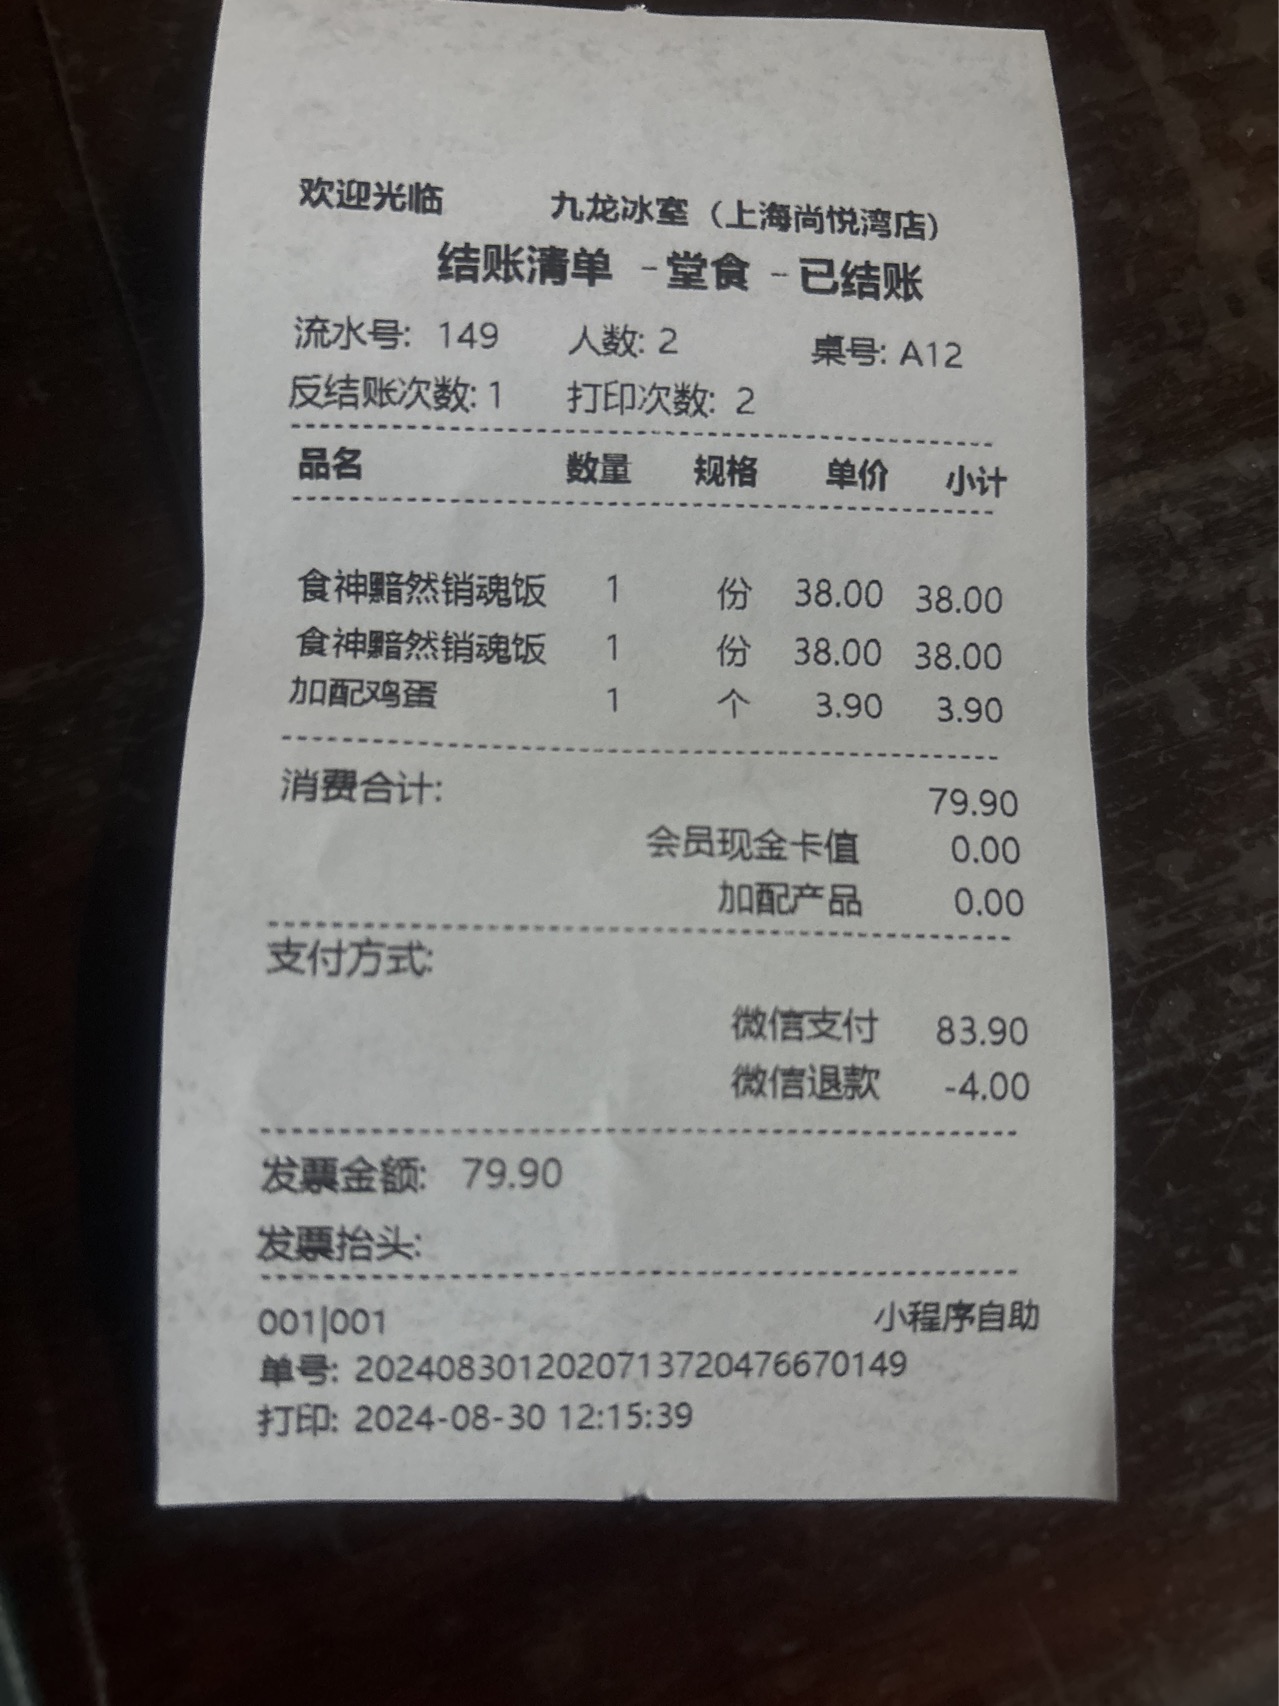 欢迎光临 九龙冰室（上海尚悦湾店）
结账清单 -堂食 -已结账
流水号: 149 人数: 2 桌号: A12
反结账次数: 1 打印次数: 2
品名 数量 规格 单价 小计
食神黯然销魂饭 1 份 38.00 38.00
食神黯然销魂饭 1 份 38.00 38.00
加配鸡蛋 1 个 3.90 3.90
消费合计: 79.90
会员现金卡值 0.00
加配产品 0.00
支付方式:
微信支付 83.90
微信退款 -4.00
发票金额: 79.90
发票抬头:
001|001 小程序自助
单号: 20240830120207137204766​70149
打印: 2024-08-30 12:15:39